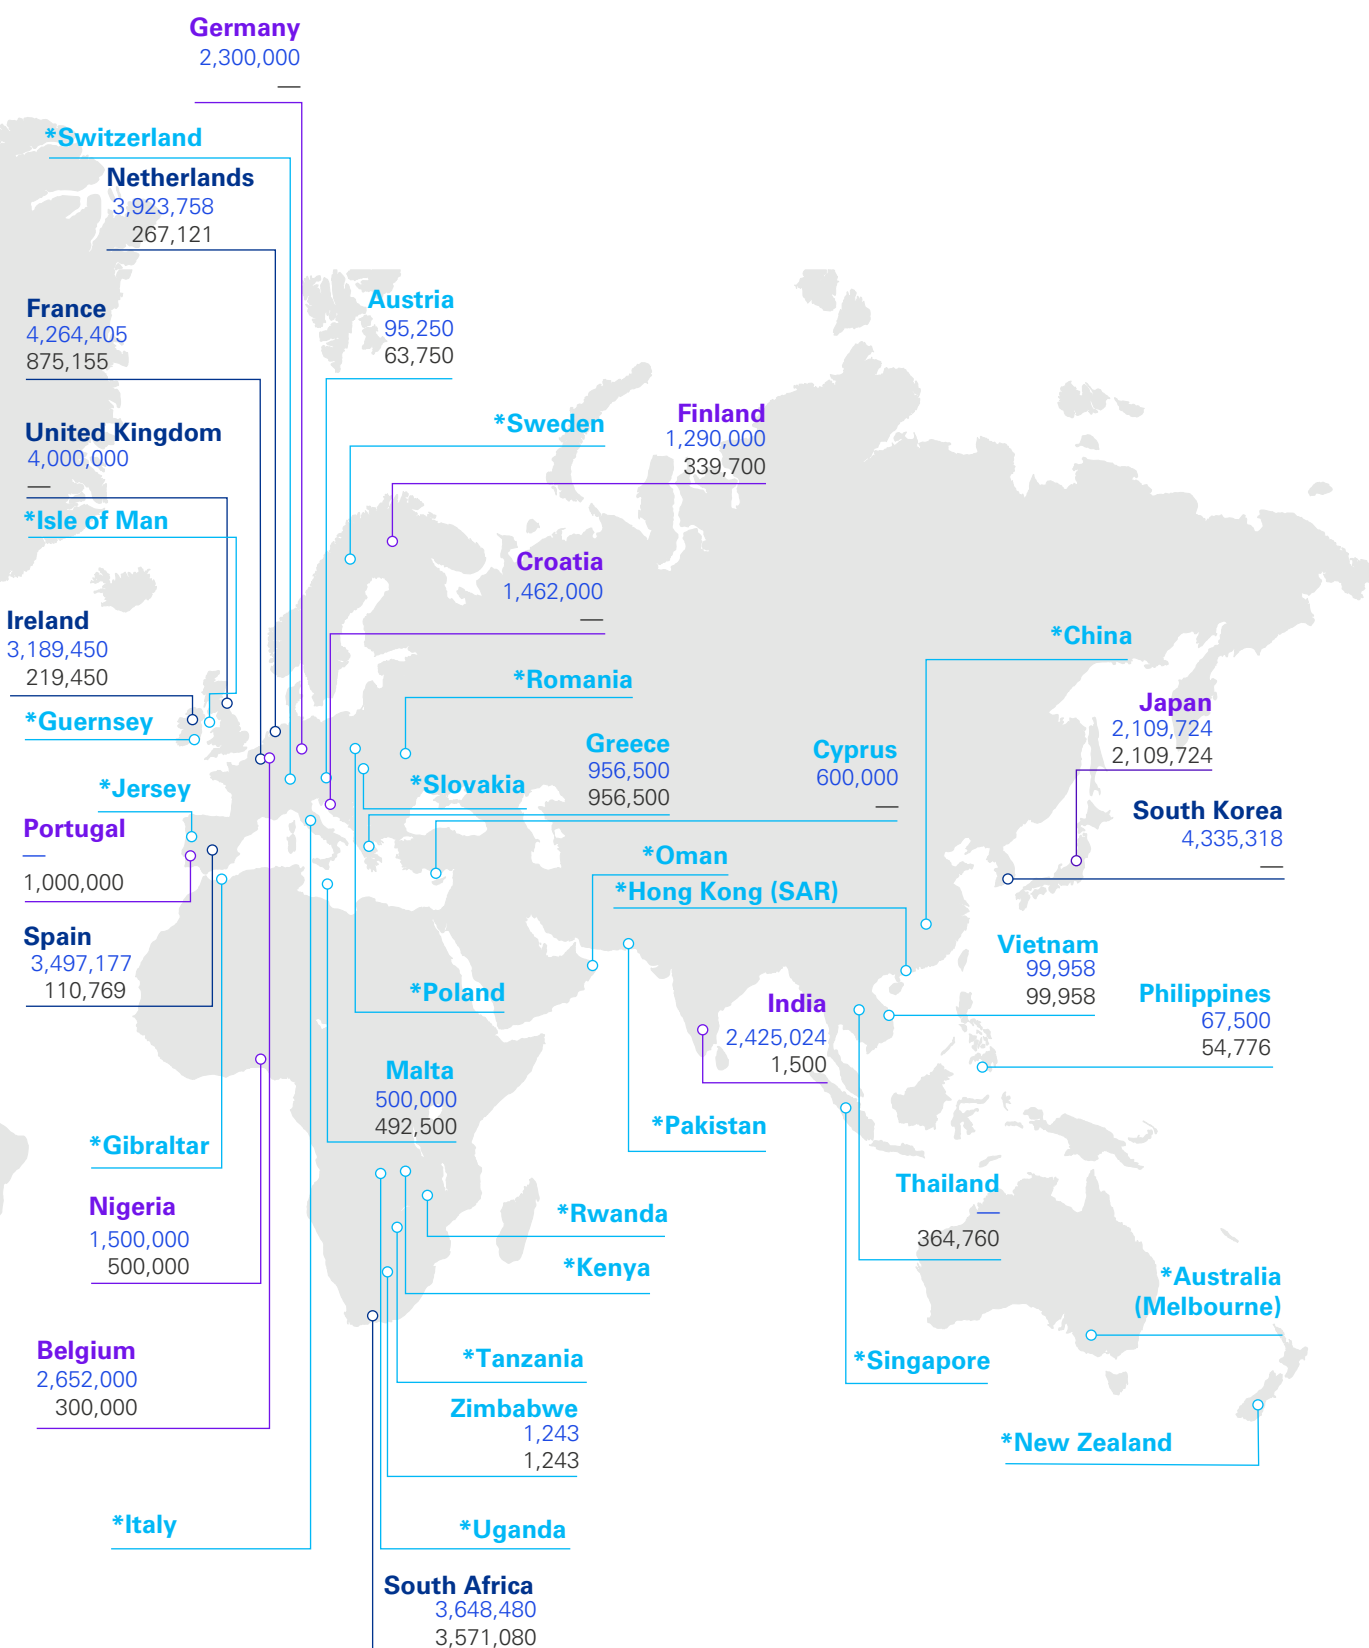 Germany
2,300,000
—
*Switzerland
Netherlands
3,923,758
267,121
France
4,264,405
875,155
Austria
95,250
63,750
United Kingdom
4,000,000
—
*Sweden
Finland
1,290,000
339,700
*Isle of Man
Croatia
1,462,000
—
Ireland
3,189,450
219,450
*China
*Romania
*Guernsey
Japan
2,109,724
2,109,724
Greece
956,500
956,500
Cyprus
600,000
—
*Slovakia
*Jersey
South Korea
4,335,318
—
Portugal
—
1,000,000
*Oman
*Hong Kong (SAR)
Spain
3,497,177
110,769
Vietnam
99,958
99,958
*Poland
India
2,425,024
1,500
Philippines
67,500
54,776
Malta
500,000
492,500
*Pakistan
*Gibraltar
Thailand
—
364,760
Nigeria
1,500,000
500,000
*Rwanda
*Kenya
*Australia
(Melbourne)
Belgium
2,652,000
300,000
*Tanzania
*Singapore
Zimbabwe
1,243
1,243
*New Zealand
*Italy
*Uganda
South Africa
3,648,480
3,571,080